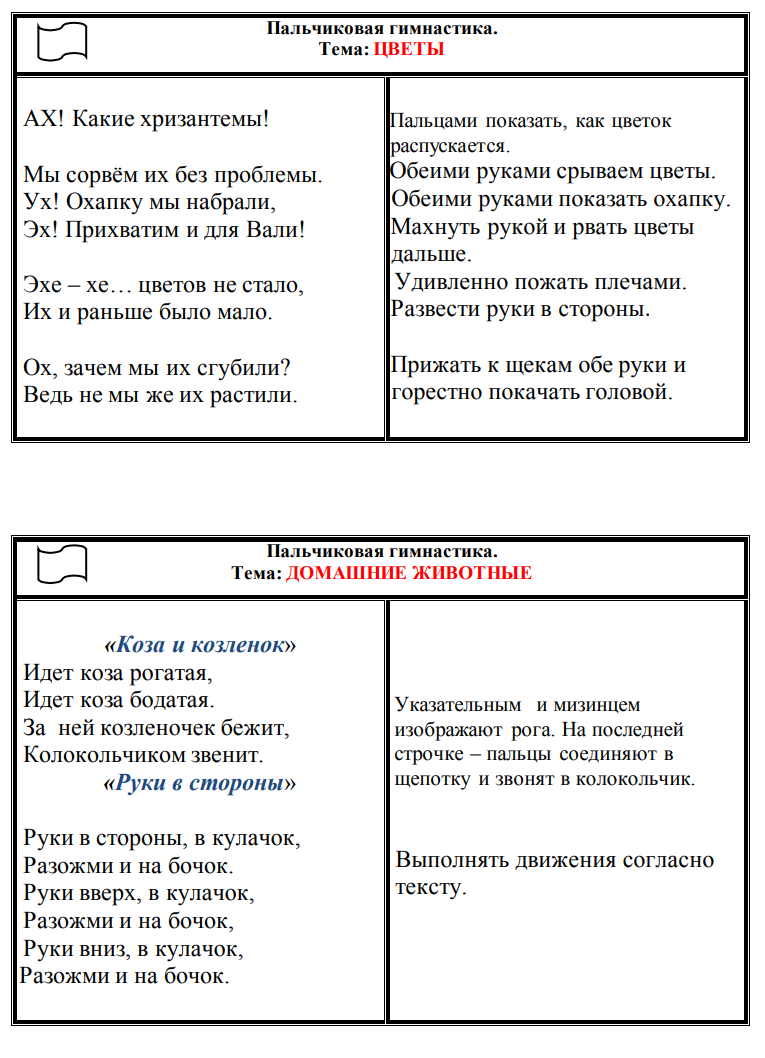 Пальчиковая гимнастика.
Тема: ЦВЕТЫ
АХ! Какие хризантемы!
Мы сорвём их без проблемы.
Ух! Охапку мы набрали,
Эх! Прихватим и для Вали!
Эхе – хе… цветов не стало,
Их и раньше было мало.
Ох, зачем мы их сгубили?
Ведь не мы же их растили.
Пальцами показать, как цветок
распускается.
Обеими руками срываем цветы.
Обеими руками показать охапку.
Махнуть рукой и рвать цветы
дальше.
Удивленно пожать плечами.
Развести руки в стороны.
Прижать к щекам обе руки и
горестно покачать головой.
Пальчиковая гимнастика.
Тема: ДОМАШНИЕ ЖИВОТНЫЕ
«Коза и козленок»
Идет коза рогатая,
Идет коза бодатая.
За ней козленочек бежит,
Колокольчиком звенит.
«Руки в стороны»
Руки в стороны, в кулачок,
Разожми и на бочок.
Руки вверх, в кулачок,
Разожми и на бочок,
Руки вниз, в кулачок,
Разожми и на бочок.
Указательным и мизинцем
изображают рога. На последней
строчке – пальцы соединяют в
щепотку и звонят в колокольчик.
Выполнять движения согласно
тексту.